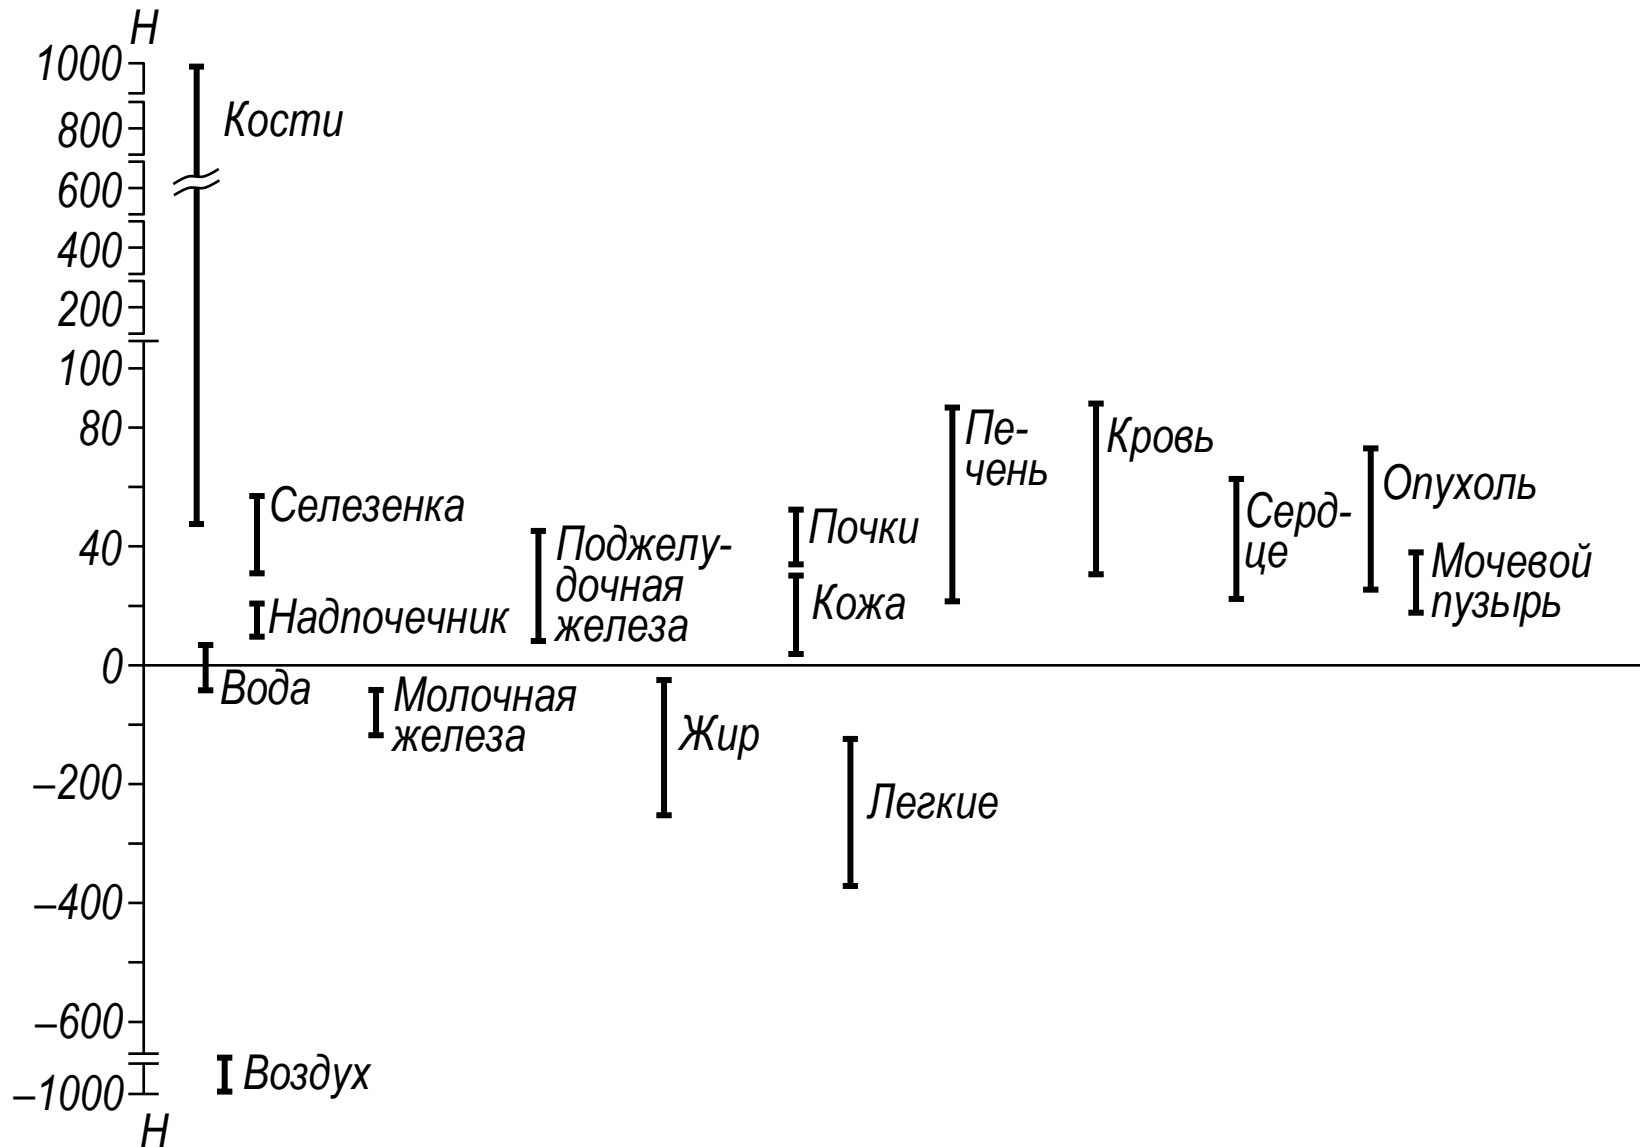 H
1000
Кости
800
600
400
200
100
80
Пе-
чень
Кровь
Селезенка
Опухоль
Серд-
це
40
Поджелу-
дочная
железа
Почки
Мочевой
пузырь
Надпочечник
Кожа
0
Вода
Молочная
железа
Жир
–200
Легкие
–400
–600
Воздух
–1000
H